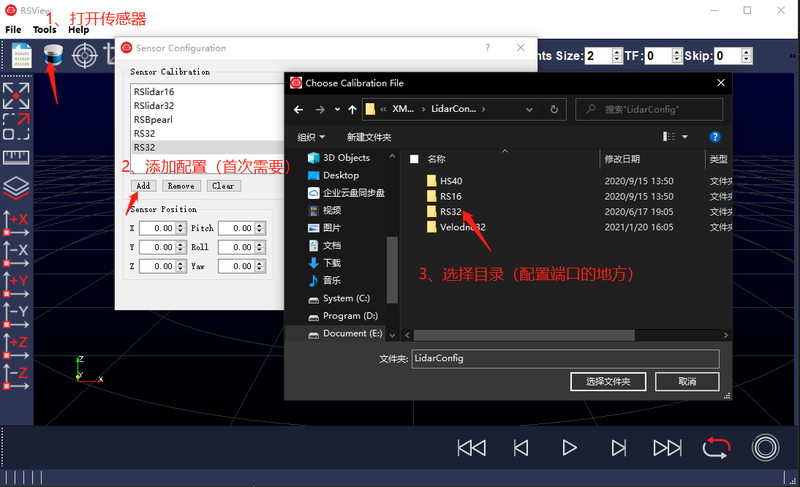 RSView
1、打开传感器
File Tools Help
nts Size: 2 TF: 0 Skip: 0
Sensor Configuration
Sensor Calibration
RSlidar16
RSlidar32
RSBpearl
RS32
RS32
2、添加配置（首次需要）
Add Remove Clear
Sensor Position
X 0.00 Pitch 0.00
Y 0.00 Roll 0.00
Z 0.00 Yaw 0.00
Choose Calibration File
« XM... › LidarCon... ›
搜索"LidarConfig"
组织 新建文件夹
3D Objects
Desktop
企业云盘同步盘
视频
图片
文档
下载
音乐
System (C:)
Program (D:)
Document (E:)
名称 修改日期 类型
HS40 2020/9/15 13:50 文件夹
RS16 2020/9/15 13:50 文件夹
RS32 2020/6/17 19:05 文件夹
2021/1/20 16:05 文件夹
3、选择目录（配置端口的地方）
文件夹: LidarConfig
选择文件夹 取消
+X
-X
+Y
-Y
+Z
-Z
Z
Y
X